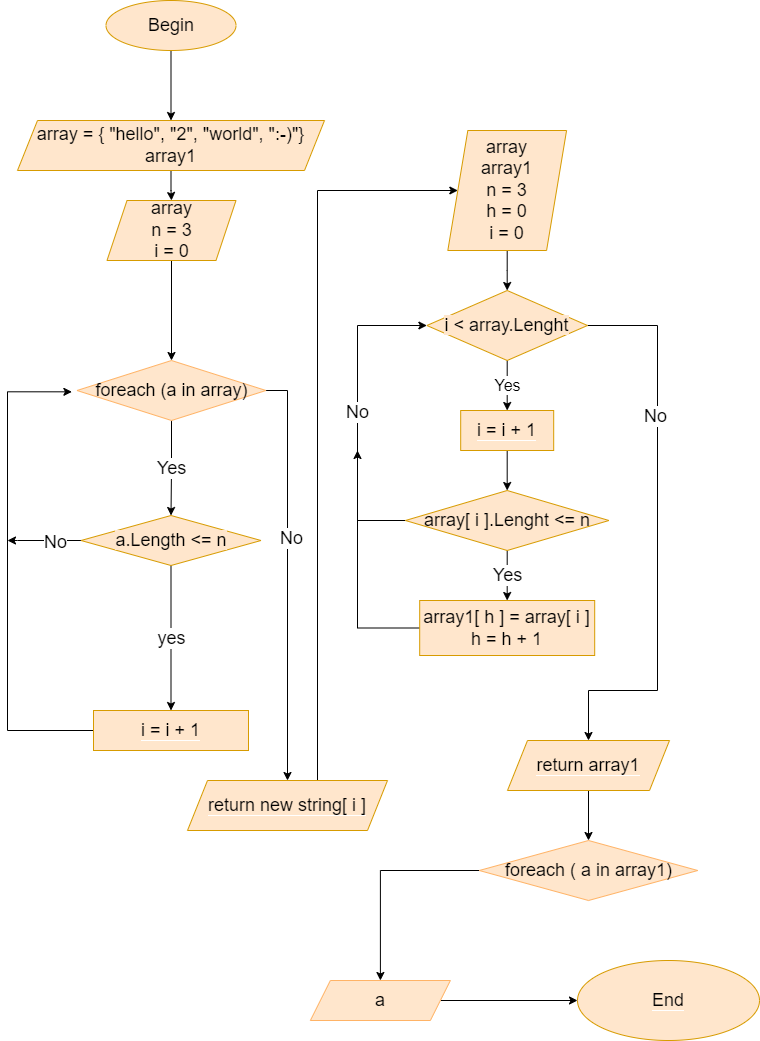 Begin
array = { "hello", "2", "world", ":-)"}
array1
array
n = 3
i = 0
foreach (a in array)
Yes
No
a.Length <= n
No
yes
i = i + 1
return new string[ i ]
array
array1
n = 3
h = 0
i = 0
i < array.Lenght
Yes
No
No
i = i + 1
array[ i ].Lenght <= n
Yes
array1[ h ] = array[ i ]
h = h + 1
return array1
foreach ( a in array1)
a
End